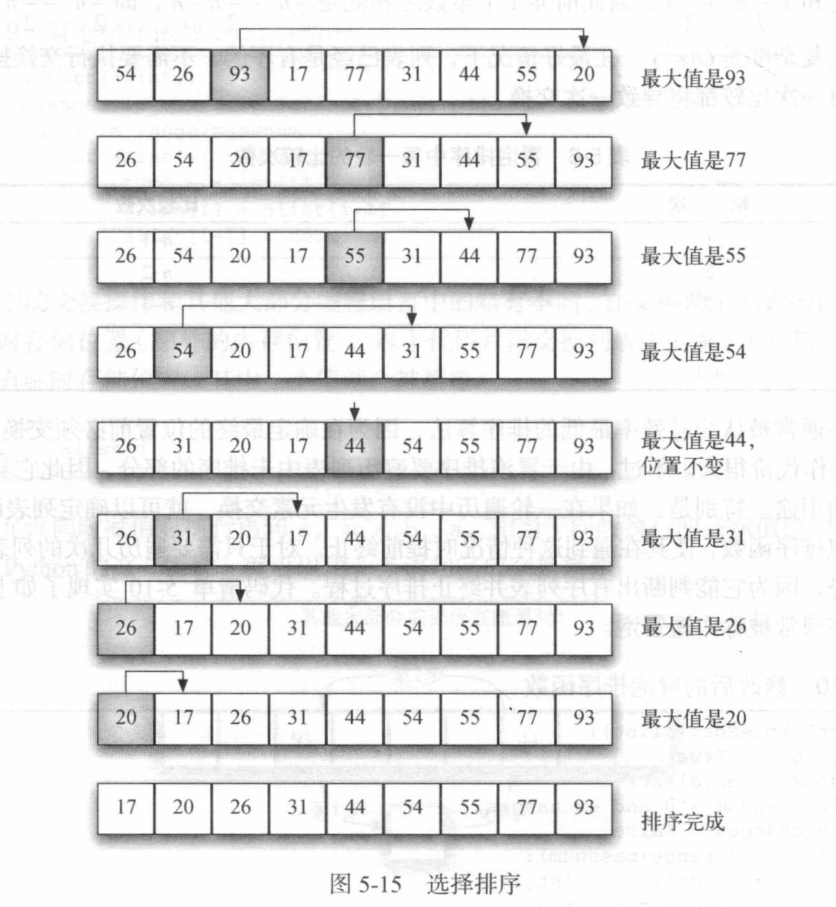 54 26 93 17 77 31 44 55 20 最大值是93
26 54 20 17 77 31 44 55 93 最大值是77
26 54 20 17 55 31 44 77 93 最大值是55
26 54 20 17 44 31 55 77 93 最大值是54
26 31 20 17 44 54 55 77 93 最大值是44,
位置不变
26 31 20 17 44 54 55 77 93 最大值是31
26 17 20 31 44 54 55 77 93 最大值是26
20 17 26 31 44 54 55 77 93 最大值是20
17 20 26 31 44 54 55 77 93 排序完成
图 5-15 选择排序